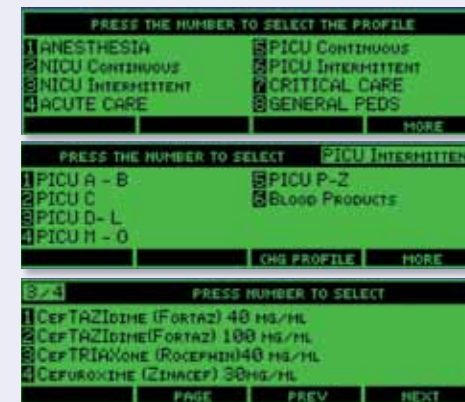 PRESS THE NUMBER TO SELECT THE PROFILE
1 ANESTHESIA
2 NICU CONTINUOUS
3 NICU INTERMITTENT
4 ACUTE CARE
5 PICU CONTINUOUS
6 PICU INTERMITTENT
7 CRITICAL CARE
8 GENERAL PEDS
MORE
PRESS THE NUMBER TO SELECT PICU INTERMITTEN
1 PICU A - B
2 PICU C
3 PICU D- L
4 PICU M - O
5 PICU P-Z
6 BLOOD PRODUCTS
CHG PROFILE MORE
3/4 PRESS NUMBER TO SELECT
1 CEFTAZIDIME (FORTAZ) 40 MG/ML
2 CEFTAZIDIME(FORTAZ) 100 MG/ML
3 CEFTRIAXONE (ROCEPHIN)40 MG/ML
4 CEFUROXIME (ZINACEF) 30MG/ML
PAGE PREV NEXT